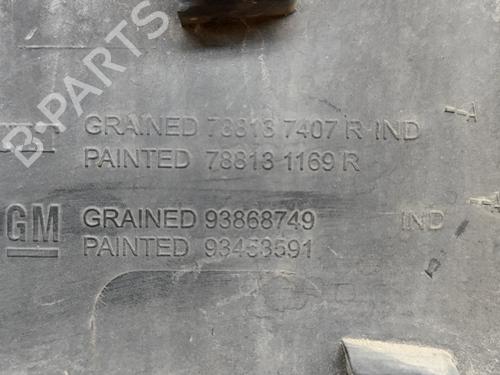 B-PARTS
GRAINED 78813 7407 R IND
PAINTED 78813 1169 R
A
GM GRAINED 93868749 IND
PAINTED 93453591